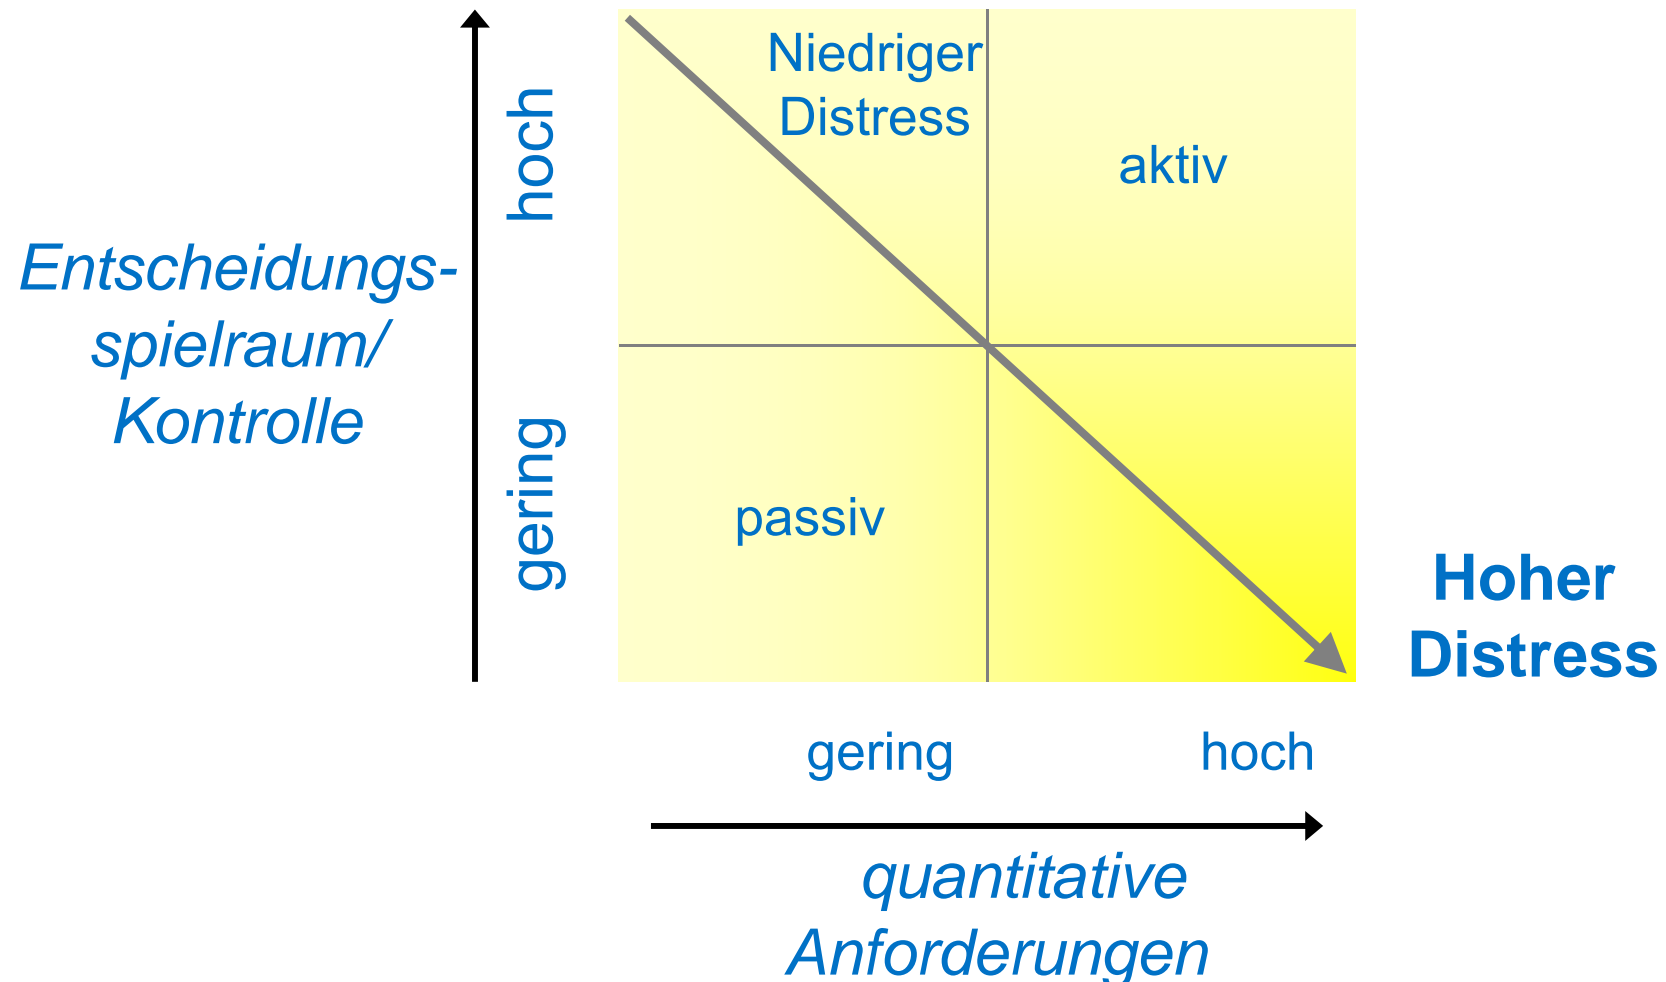 Niedriger
Distress
aktiv
hoch
Entscheidungs-
spielraum/
Kontrolle
gering
passiv
Hoher
Distress
gering
hoch
quantitative
Anforderungen